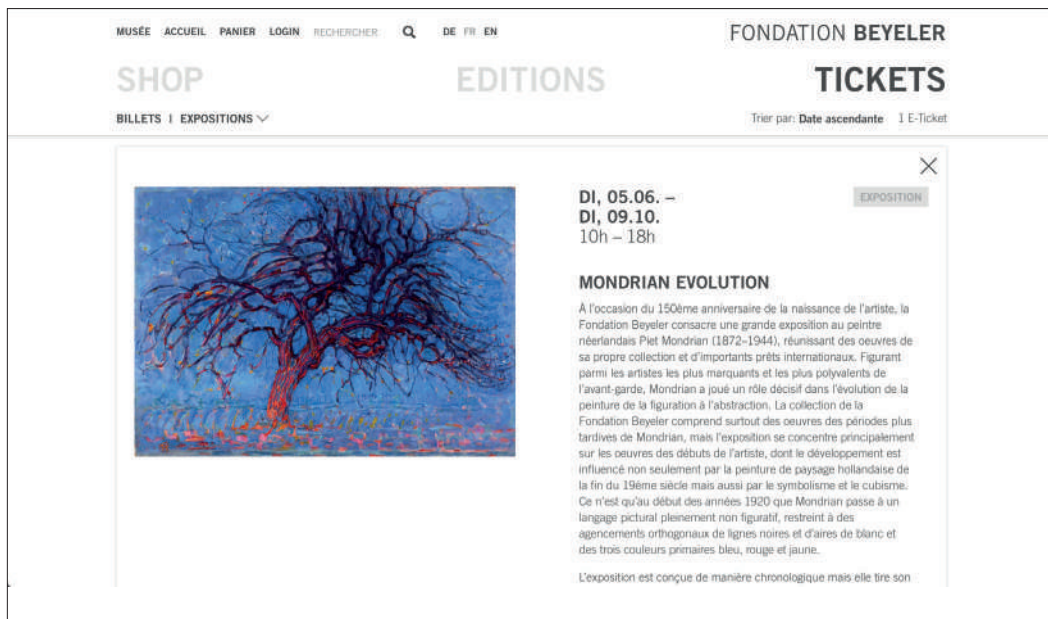 MUSÉE ACCUEIL PANIER LOGIN RECHERCHER DE FR EN
FONDATION BEYELER
SHOP EDITIONS TICKETS
BILLETS I EXPOSITIONS
Trier par: Date ascendante 1 E-Ticket
DI, 05.06. –
DI, 09.10.
10h – 18h
EXPOSITION
MONDRIAN EVOLUTION
À l'occasion du 150ème anniversaire de la naissance de l'artiste, la
Fondation Beyeler consacre une grande exposition au peintre
néerlandais Piet Mondrian (1872–1944), réunissant des oeuvres de
sa propre collection et d'importants prêts internationaux. Figurant
parmi les artistes les plus marquants et les plus polyvalents de
l'avant-garde, Mondrian a joué un rôle décisif dans l'évolution de la
peinture de la figuration à l'abstraction. La collection de la
Fondation Beyeler comprend surtout des oeuvres des périodes plus
tardives de Mondrian, mais l'exposition se concentre principalement
sur les oeuvres des débuts de l'artiste, dont le développement est
influencé non seulement par la peinture de paysage hollandaise de
la fin du 19ème siècle mais aussi par le symbolisme et le cubisme.
Ce n'est qu'au début des années 1920 que Mondrian passe à un
langage pictural pleinement non figuratif, restreint à des
agencements orthogonaux de lignes noires et d'aires de blanc et
des trois couleurs primaires bleu, rouge et jaune.
L'exposition est conçue de manière chronologique mais elle tire son